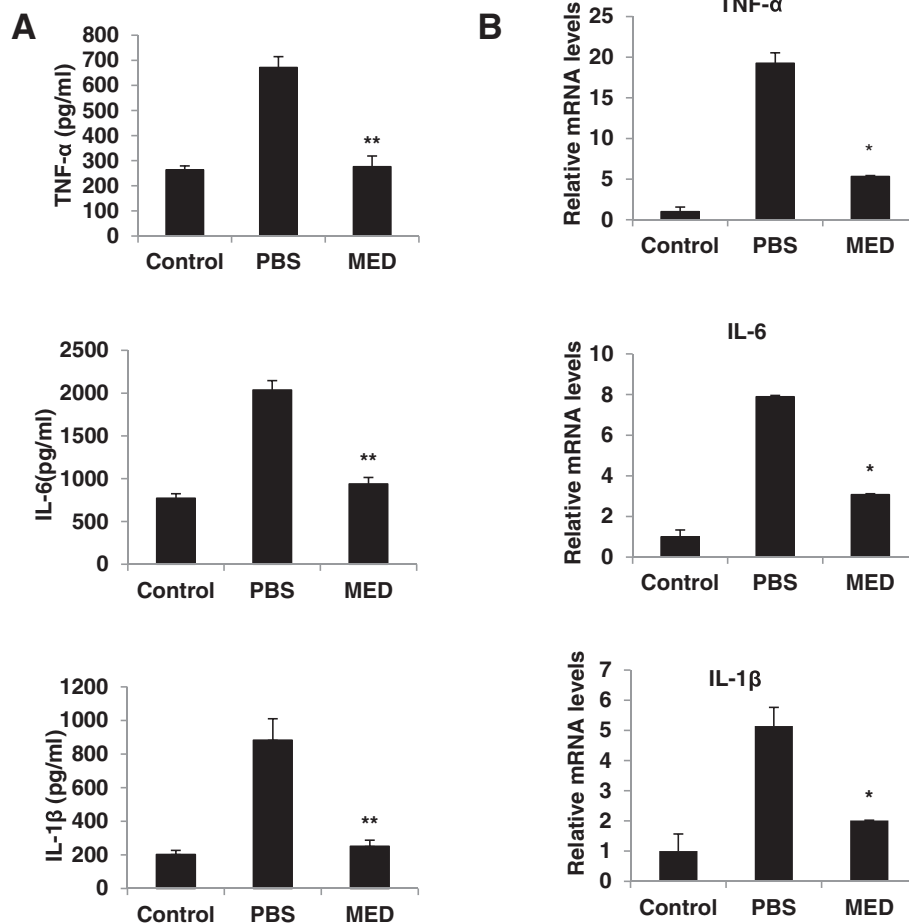 A
TNF-α (pg/ml)
800
700
600
500
400
300
200
100
0
**
Control PBS MED
IL-6(pg/ml)
2500
2000
1500
1000
500
0
**
Control PBS MED
IL-1β (pg/ml)
1200
1000
800
600
400
200
0
**
Control PBS MED
B
TNF-α
Relative mRNA levels
25
20
15
10
5
0
*
Control PBS MED
IL-6
Relative mRNA levels
10
8
6
4
2
0
*
Control PBS MED
IL-1β
Relative mRNA levels
7
6
5
4
3
2
1
0
*
Control PBS MED